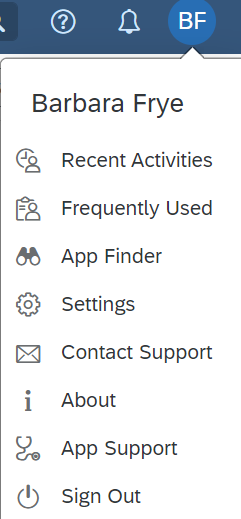 BF
Barbara Frye
Recent Activities
Frequently Used
App Finder
Settings
Contact Support
About
App Support
Sign Out